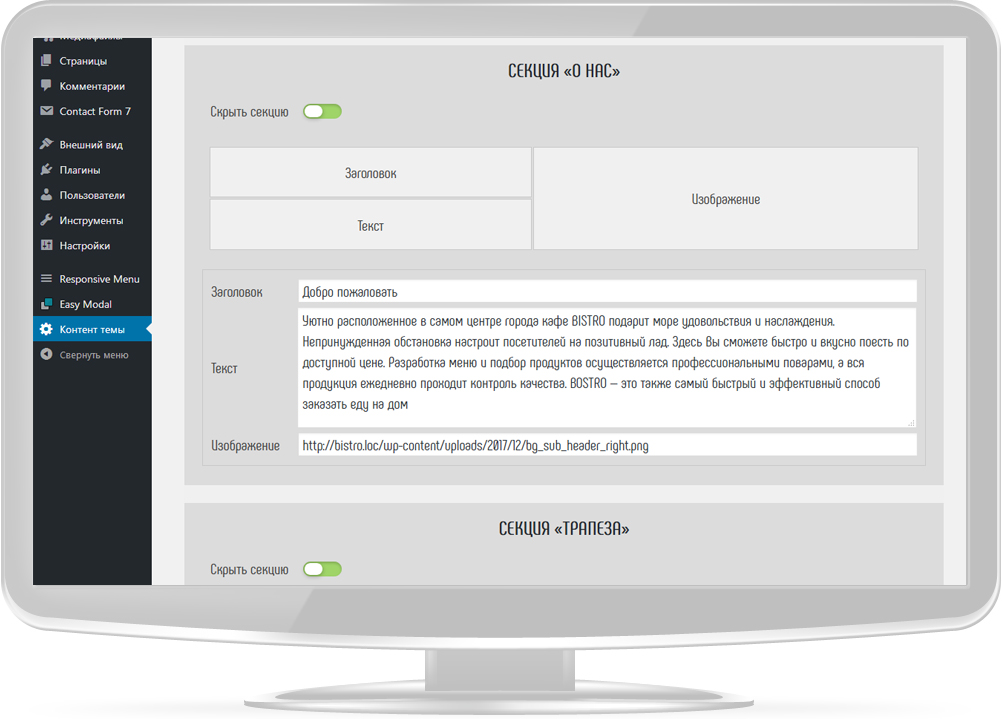 Страницы
Комментарии
Contact Form 7
Внешний вид
Плагины
Пользователи
Инструменты
Настройки
Responsive Menu
Easy Modal
Контент темы
Свернуть меню
СЕКЦИЯ «О НАС»
Скрыть секцию
Заголовок
Текст
Изображение
Заголовок
Добро пожаловать
Текст
Уютно расположенное в самом центре города кафе BISTRO подарит море удовольствия и наслаждения.
Непринужденная обстановка настроит посетителей на позитивный лад. Здесь Вы сможете быстро и вкусно поесть по
доступной цене. Разработка меню и подбор продуктов осуществляется профессиональными поварами, а вся
продукция ежедневно проходит контроль качества. BOSTRO – это также самый быстрый и эффективный способ
заказать еду на дом
Изображение
http://bistro.loc/wp-content/uploads/2017/12/bg_sub_header_right.png
СЕКЦИЯ «ТРАПЕЗА»
Скрыть секцию